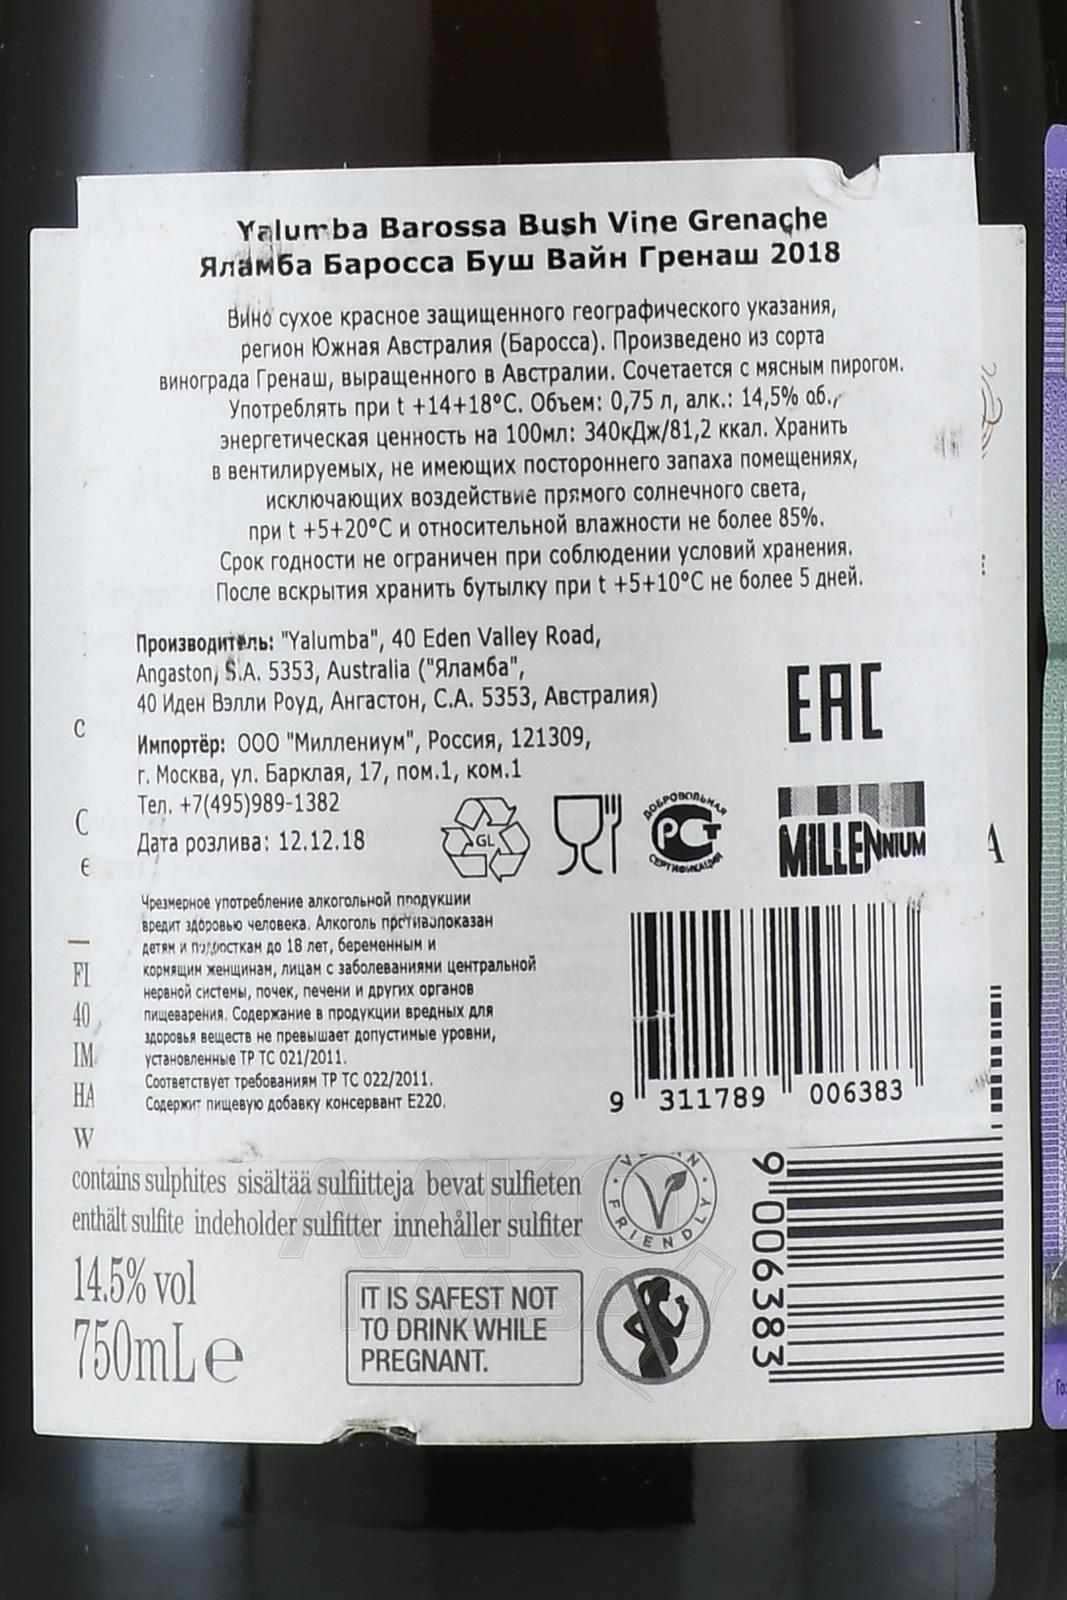 Yalumba Barossa Bush Vine Grenache
Яламба Баросса Буш Вайн Гренаш 2018
Вино сухое красное защищенного географического указания,
регион Южная Австралия (Баросса). Произведено из сорта
винограда Гренаш, выращенного в Австралии. Сочетается с мясным пирогом.
Употреблять при t +14+18°С. Объем: 0,75 л, алк.: 14,5% об.,
энергетическая ценность на 100мл: 340кДж/81,2 ккал. Хранить
в вентилируемых, не имеющих постороннего запаха помещениях,
исключающих воздействие прямого солнечного света,
при t +5+20°С и относительной влажности не более 85%.
Срок годности не ограничен при соблюдении условий хранения.
После вскрытия хранить бутылку при t +5+10°С не более 5 дней.
Производитель: "Yalumba", 40 Eden Valley Road,
Angaston, S.A. 5353, Australia ("Яламба",
40 Иден Вэлли Роуд, Ангастон, С.А. 5353, Австралия)
Импортёр: ООО "Миллениум", Россия, 121309,
г. Москва, ул. Барклая, 17, пом.1, ком.1
Тел. +7(495)989-1382
Дата розлива: 12.12.18
EAC
GL
ДОБРОВОЛЬНАЯ
РСТ
СЕРТИФИКАЦИЯ
MILLENNIUM
Чрезмерное употребление алкогольной продукции
вредит здоровью человека. Алкоголь противопоказан
детям и подросткам до 18 лет, беременным и
кормящим женщинам, лицам с заболеваниями центральной
нервной системы, почек, печени и других органов
пищеварения. Содержание в продукции вредных для
здоровья веществ не превышает допустимые уровни,
установленные ТР ТС 021/2011.
Соответствует требованиям ТР ТС 022/2011.
Содержит пищевую добавку консервант Е220.
9 311789 006383
C
C
e
FI
40
IM
HA
W
A
contains sulphites sisältää sulfiitteja bevat sulfieten
enthält sulfite indeholder sulfitter innehåller sulfiter
14.5% vol
750mL e
IT IS SAFEST NOT
TO DRINK WHILE
PREGNANT.
FRIENDLY
9 006383
АЛКО
ПЛАЗА